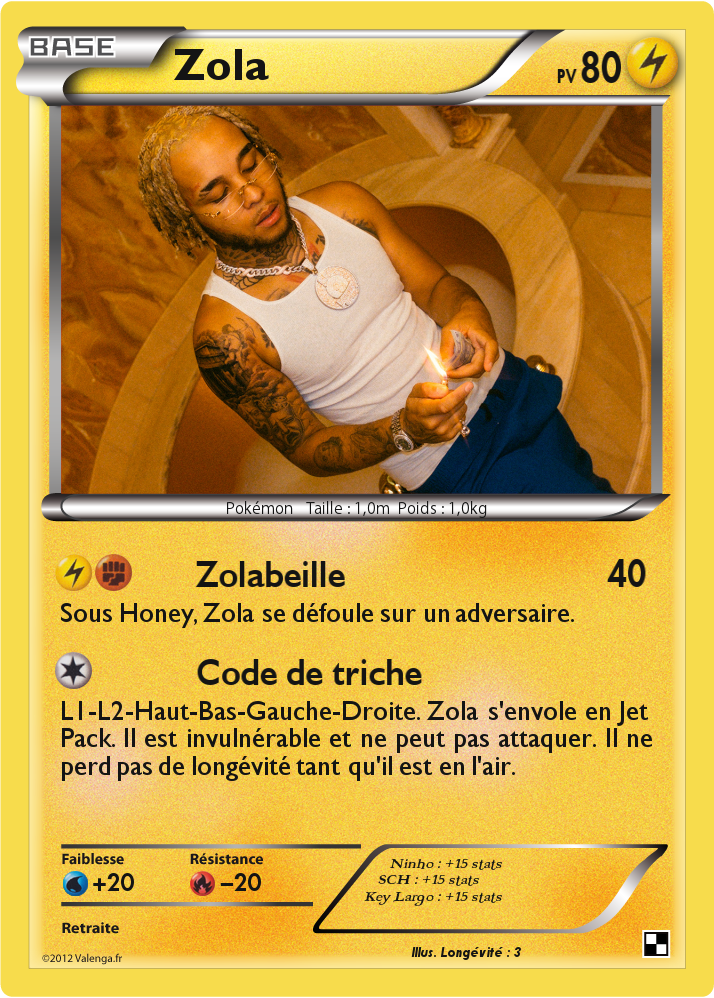 BASE
Zola
PV 80
Pokémon Taille : 1,0m Poids : 1,0kg
Zolabeille 40
Sous Honey, Zola se défoule sur un adversaire.
Code de triche
L1-L2-Haut-Bas-Gauche-Droite. Zola s'envole en Jet
Pack. Il est invulnérable et ne peut pas attaquer. Il ne
perd pas de longévité tant qu'il est en l'air.
Faiblesse
+20
Résistance
–20
Ninho : +15 stats
SCH : +15 stats
Key Largo : +15 stats
Retraite
Illus. Longévité : 3
©2012 Valenga.fr